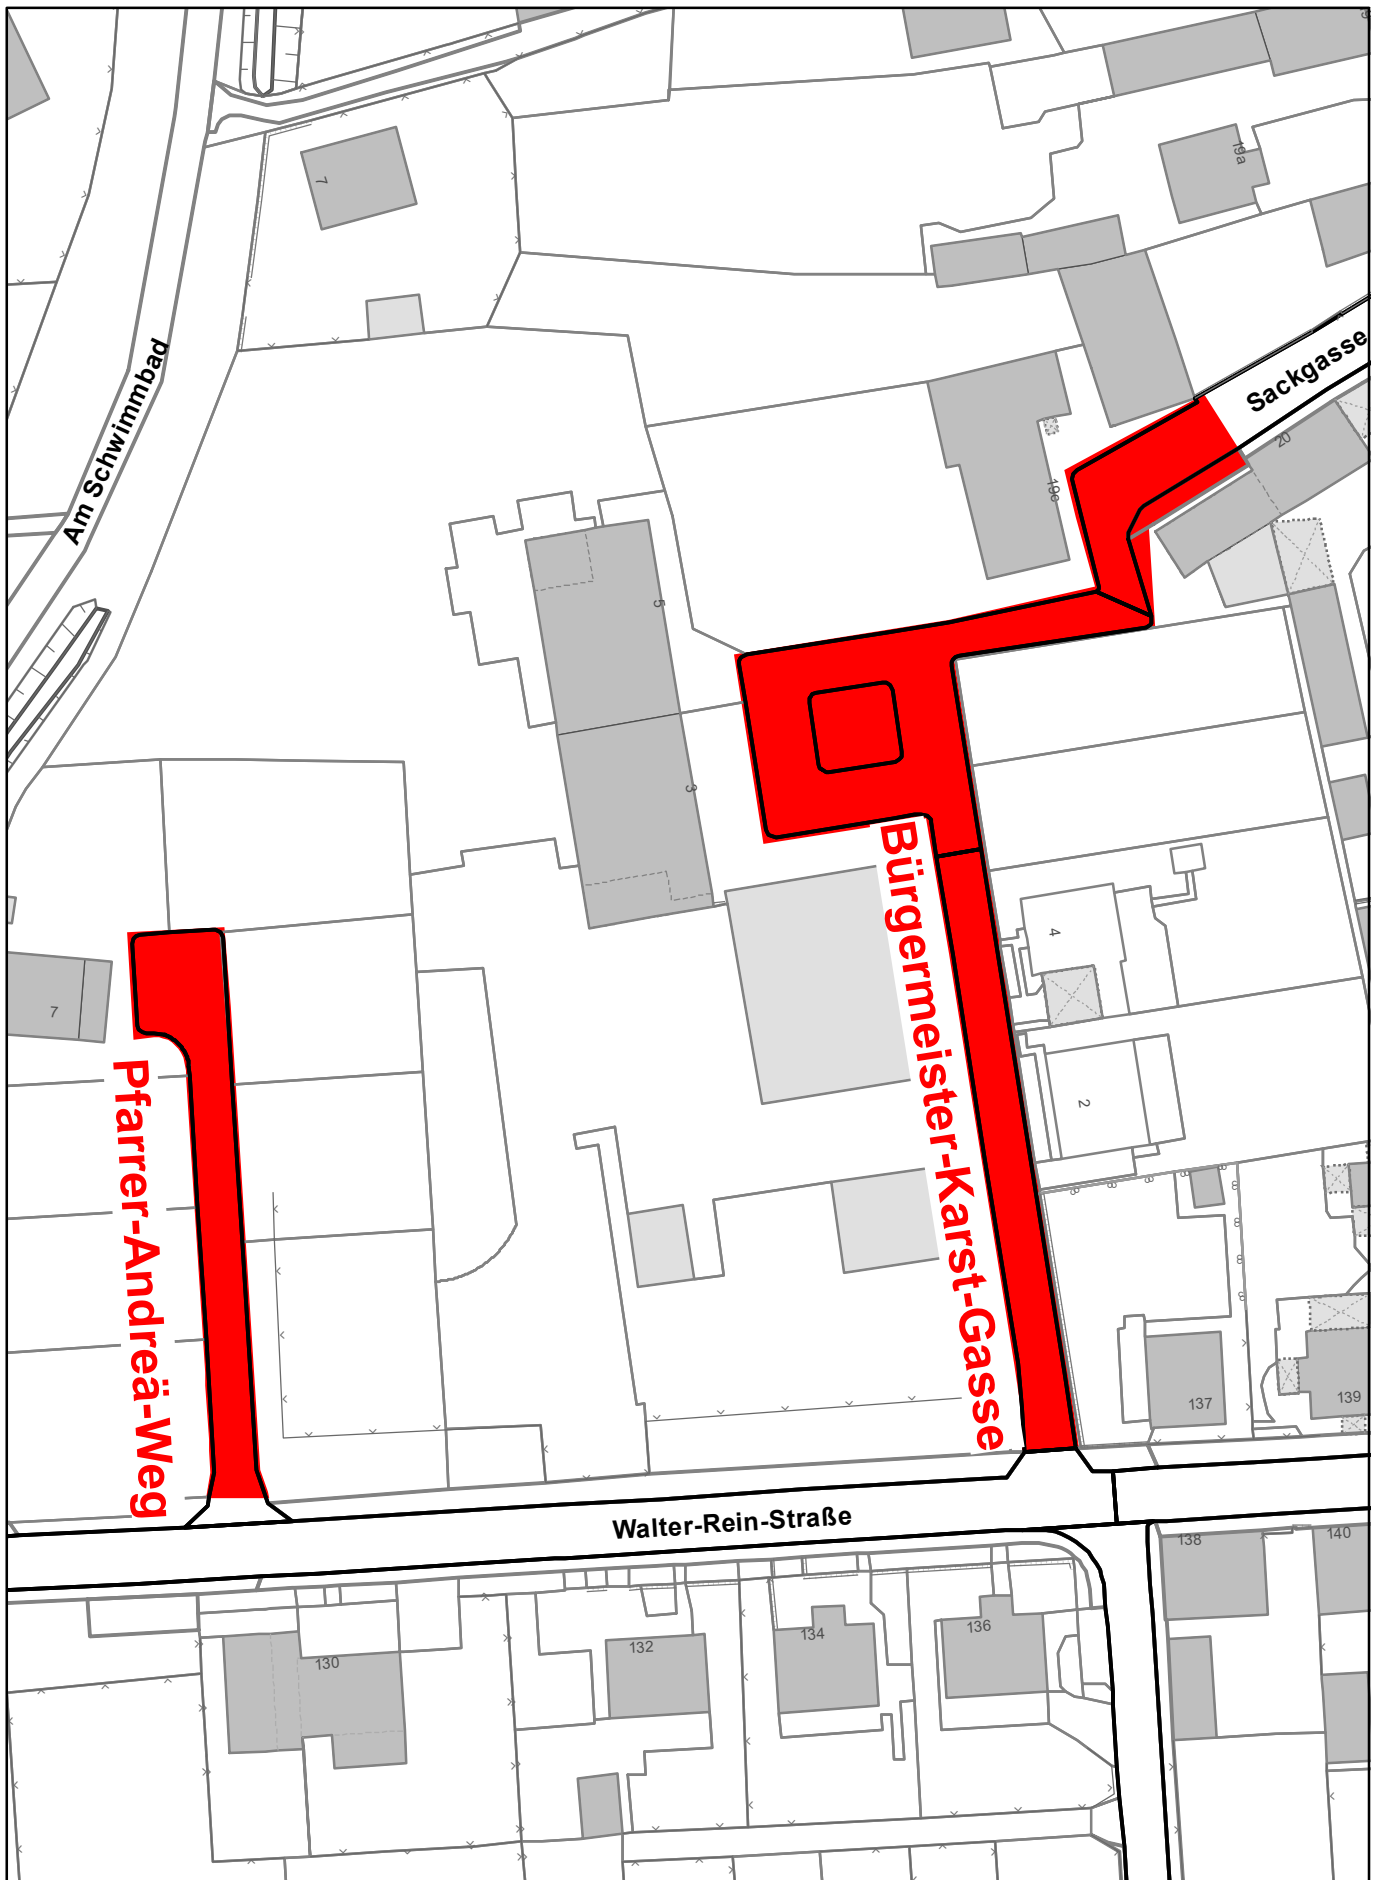 7
19a
Am Schwimmbad
Sackgasse
20
19c
5
3
Bürgermeister-Karst-Gasse
4
7
Pfarrer-Andreä-Weg
2
137
139
Walter-Rein-Straße
138
140
130
132
134
136